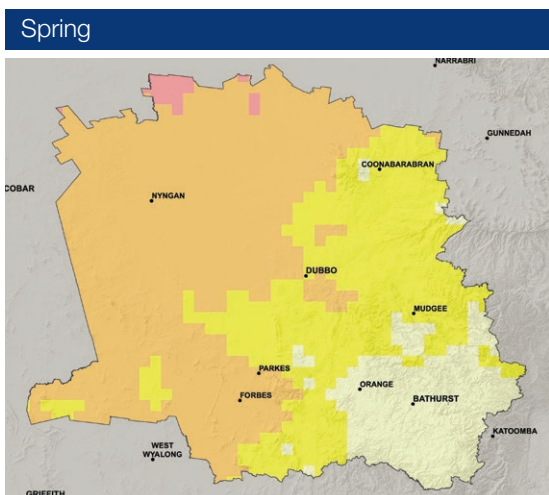 Spring
NARRABRI
GUNNEDAH
COONABARABRAN
COBAR
NYNGAN
DUBBO
MUDGEE
PARKES
ORANGE
FORBES
BATHURST
KATOOMBA
WEST
WYALONG
GRIFFITH